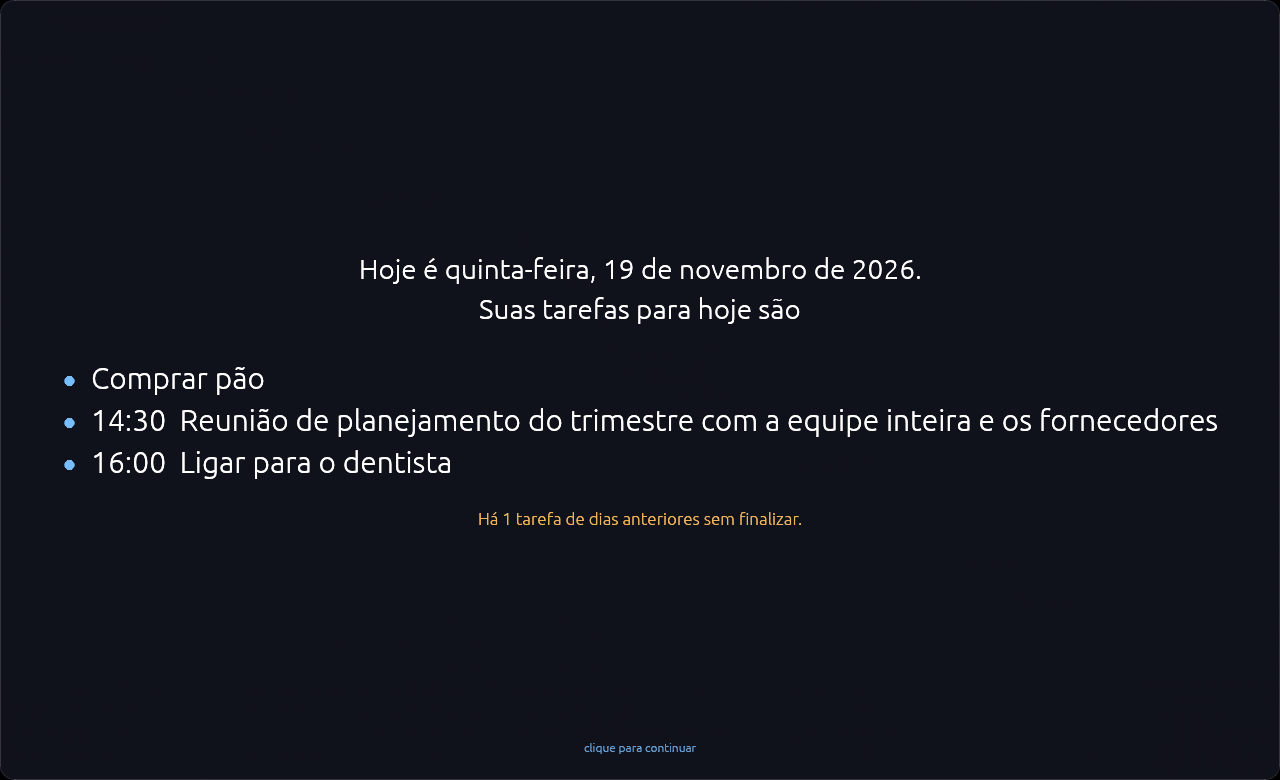 Hoje é quinta-feira, 19 de novembro de 2026.
Suas tarefas para hoje são
• Comprar pão
• 14:30 Reunião de planejamento do trimestre com a equipe inteira e os fornecedores
• 16:00 Ligar para o dentista
Há 1 tarefa de dias anteriores sem finalizar.
clique para continuar